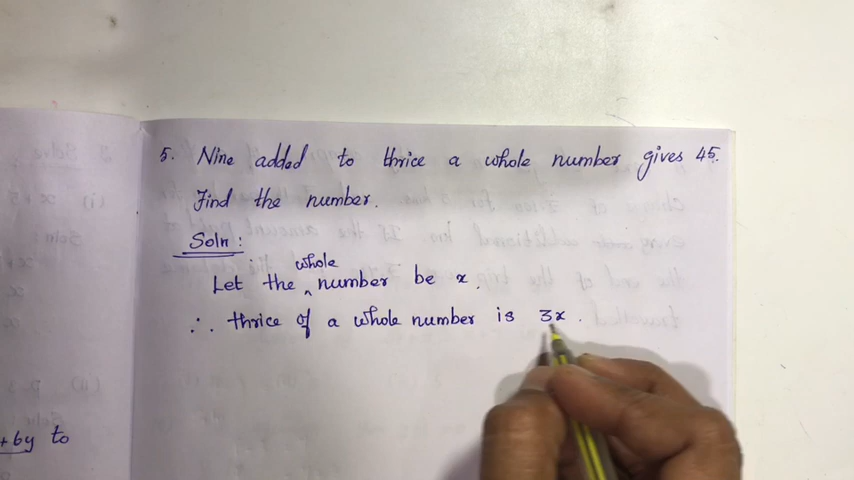 5. Nine added to thrice a whole number gives 45.
Find the number.
Soln:
Let the ‸ whole number be x.
∴ thrice of a whole number is 3x.
+by to